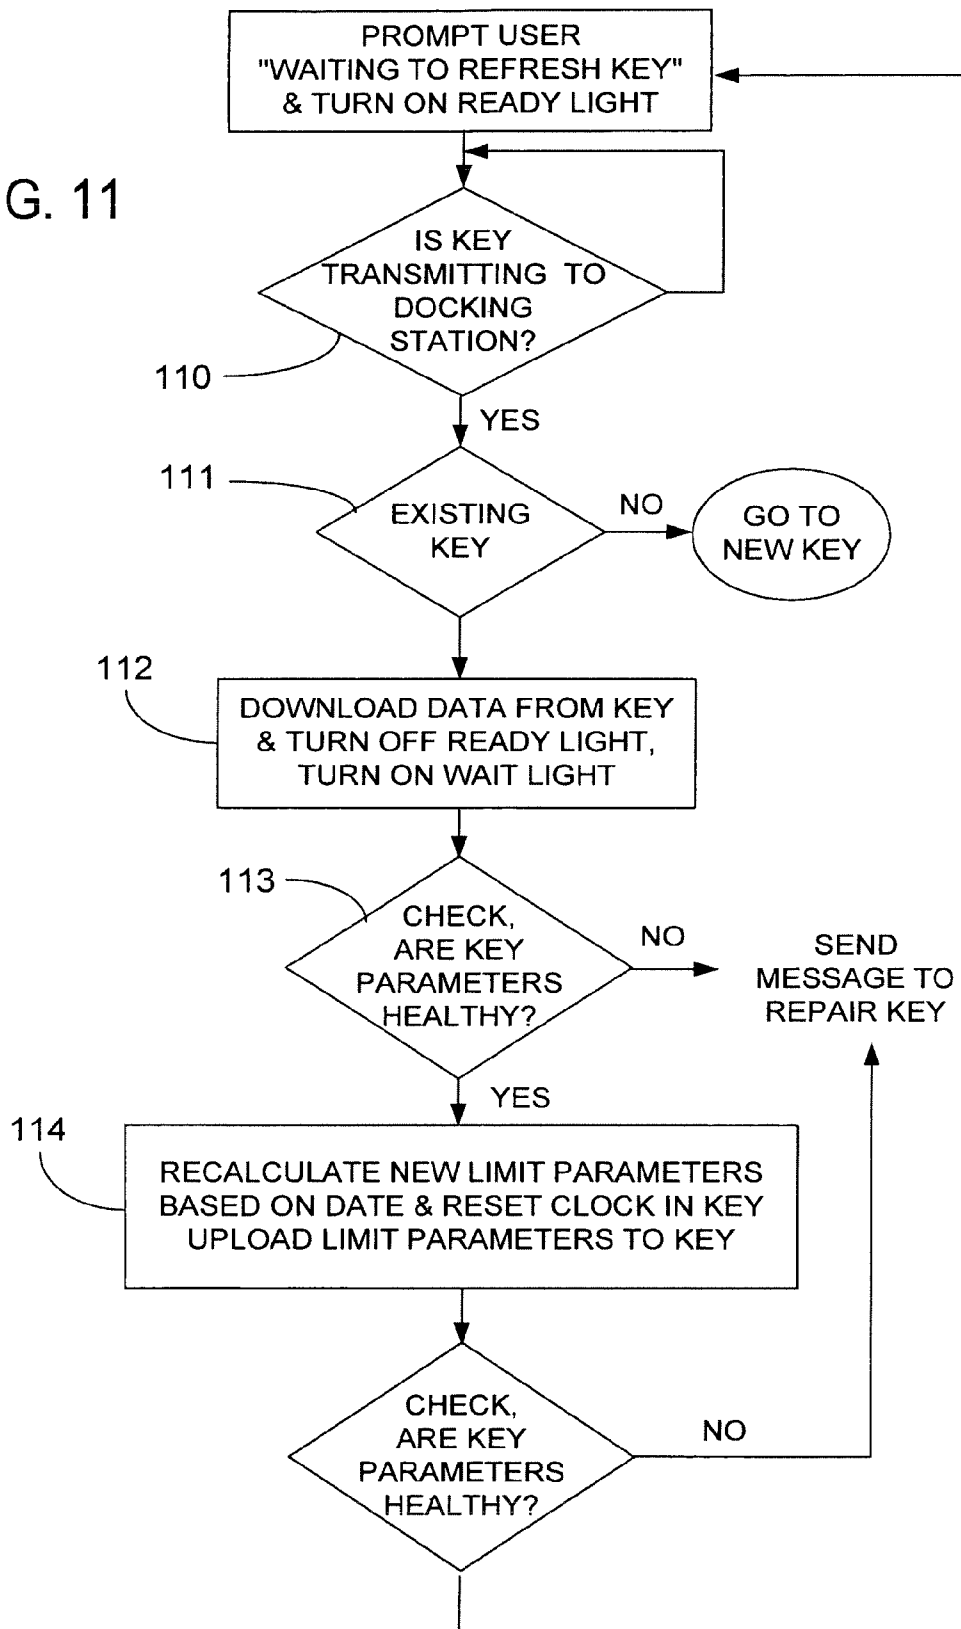 PROMPT USER
"WAITING TO REFRESH KEY"
& TURN ON READY LIGHT
G. 11
IS KEY
TRANSMITTING TO
DOCKING
STATION?
110
YES
111
EXISTING
KEY
NO
GO TO
NEW KEY
112
DOWNLOAD DATA FROM KEY
& TURN OFF READY LIGHT,
TURN ON WAIT LIGHT
113
CHECK,
ARE KEY
PARAMETERS
HEALTHY?
NO
SEND
MESSAGE TO
REPAIR KEY
YES
114
RECALCULATE NEW LIMIT PARAMETERS
BASED ON DATE & RESET CLOCK IN KEY
UPLOAD LIMIT PARAMETERS TO KEY
CHECK,
ARE KEY
PARAMETERS
HEALTHY?
NO